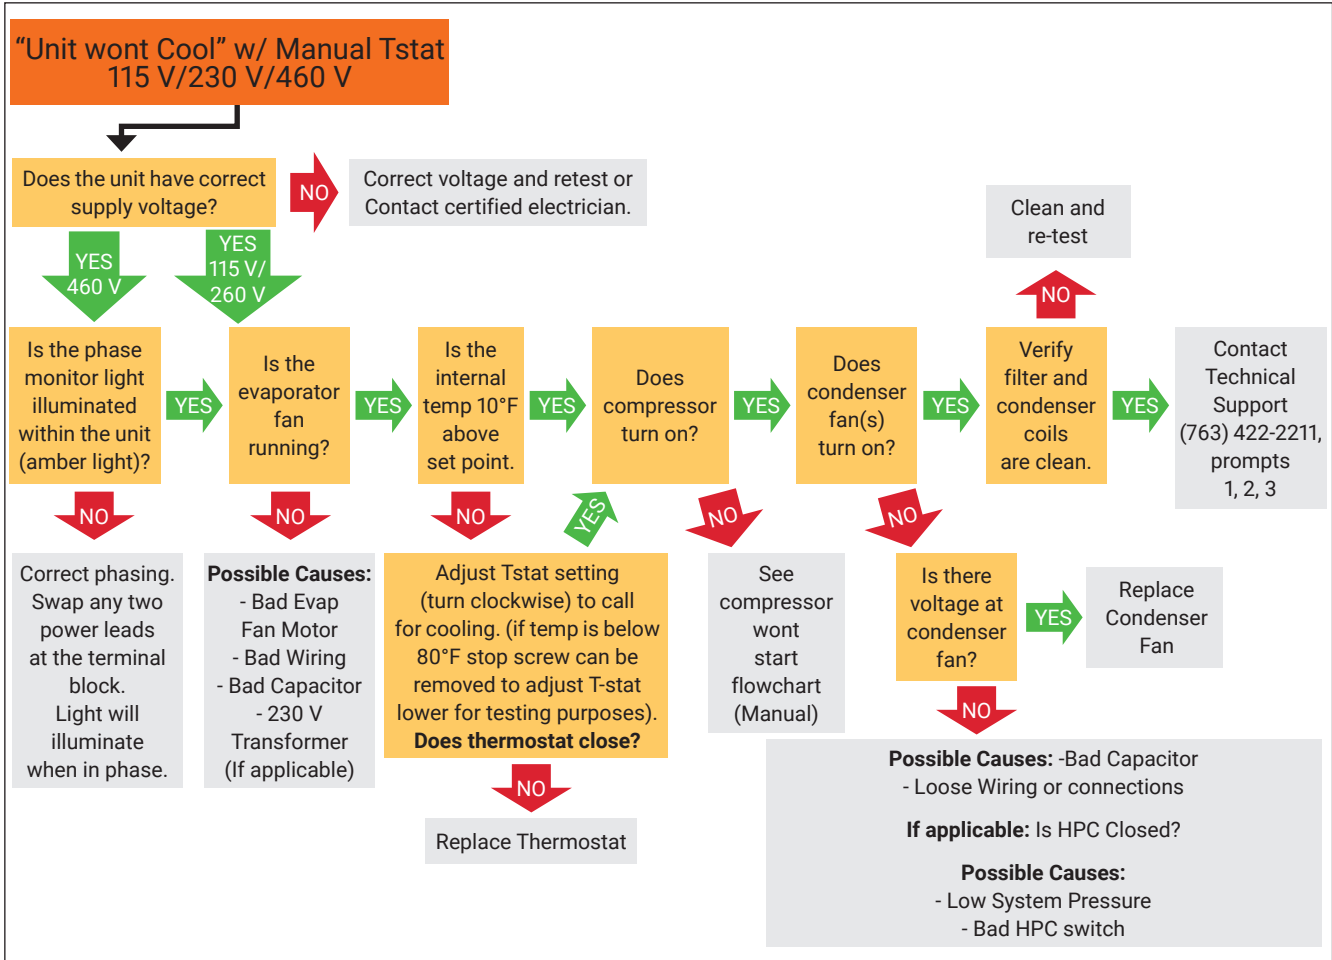 “Unit wont Cool” w/ Manual Tstat
115 V/230 V/460 V
Does the unit have correct
supply voltage?
NO
Correct voltage and retest or
Contact certified electrician.
YES
460 V
YES
115 V/
260 V
Is the phase
monitor light
illuminated
within the unit
(amber light)?
YES
NO
Correct phasing.
Swap any two
power leads
at the terminal
block.
Light will
illuminate
when in phase.
Is the
evaporator
fan
running?
YES
NO
Possible Causes:
- Bad Evap
Fan Motor
- Bad Wiring
- Bad Capacitor
- 230 V
Transformer
(If applicable)
Is the
internal
temp 10°F
above
set point.
YES
NO
Adjust Tstat setting
(turn clockwise) to call
for cooling. (if temp is below
80°F stop screw can be
removed to adjust T-stat
lower for testing purposes).
Does thermostat close?
YES
NO
Replace Thermostat
Does
compressor
turn on?
YES
NO
See
compressor
wont
start
flowchart
(Manual)
Does
condenser
fan(s)
turn on?
YES
NO
Is there
voltage at
condenser
fan?
YES
Replace
Condenser
Fan
NO
Possible Causes: -Bad Capacitor
- Loose Wiring or connections
If applicable: Is HPC Closed?
Possible Causes:
- Low System Pressure
- Bad HPC switch
Verify
filter and
condenser
coils
are clean.
NO
Clean and
re-test
YES
Contact
Technical
Support
(763) 422-2211,
prompts
1, 2, 3